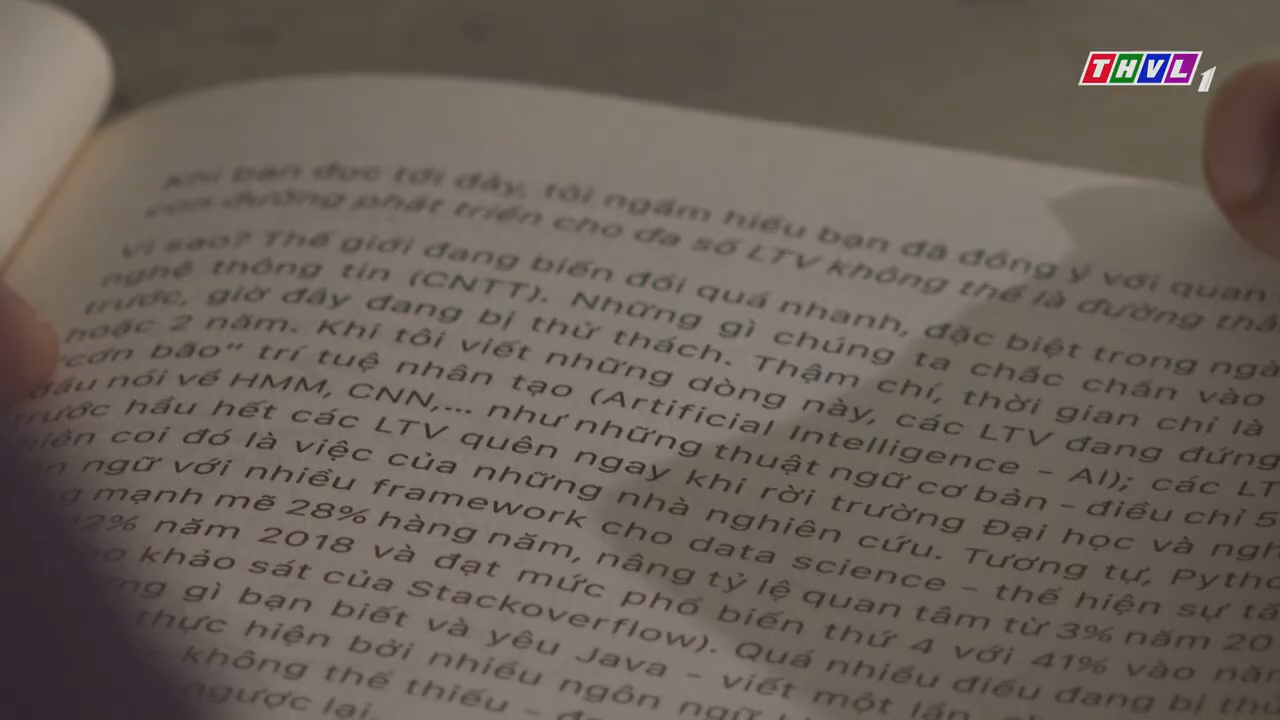 THVL1
Khi bạn đọc tới đây, tôi ngầm hiểu bạn đã đồng ý với quan
con đường phát triển cho đa số LTV không thể là đường thẳ
Vì sao? Thế giới đang biến đổi quá nhanh, đặc biệt trong ngà
nghệ thông tin (CNTT). Những gì chúng ta chắc chắn vào
trước, giờ đây đang bị thử thách. Thậm chí, thời gian chỉ là
hoặc 2 năm. Khi tôi viết những dòng này, các LTV đang đứng
"cơn bão" trí tuệ nhân tạo (Artificial Intelligence - AI); các LT
đầu nói về HMM, CNN,... như những thuật ngữ cơ bản - điều chỉ 5
trước hầu hết các LTV quên ngay khi rời trường Đại học và ngh
nhiên coi đó là việc của những nhà nghiên cứu. Tương tự, Pytho
ngữ với nhiều framework cho data science - thể hiện sự tă
mạnh mẽ 28% hàng năm, nâng tỷ lệ quan tâm từ 3% năm 20
12% năm 2018 và đạt mức phổ biến thứ 4 với 41% vào năm
khảo sát của Stackoverflow). Quá nhiều điều đang bị thử
gì bạn biết và yêu Java - viết một lần
thực hiện bởi nhiều ngôn ngữ
không thể thiếu -
ngược lại.